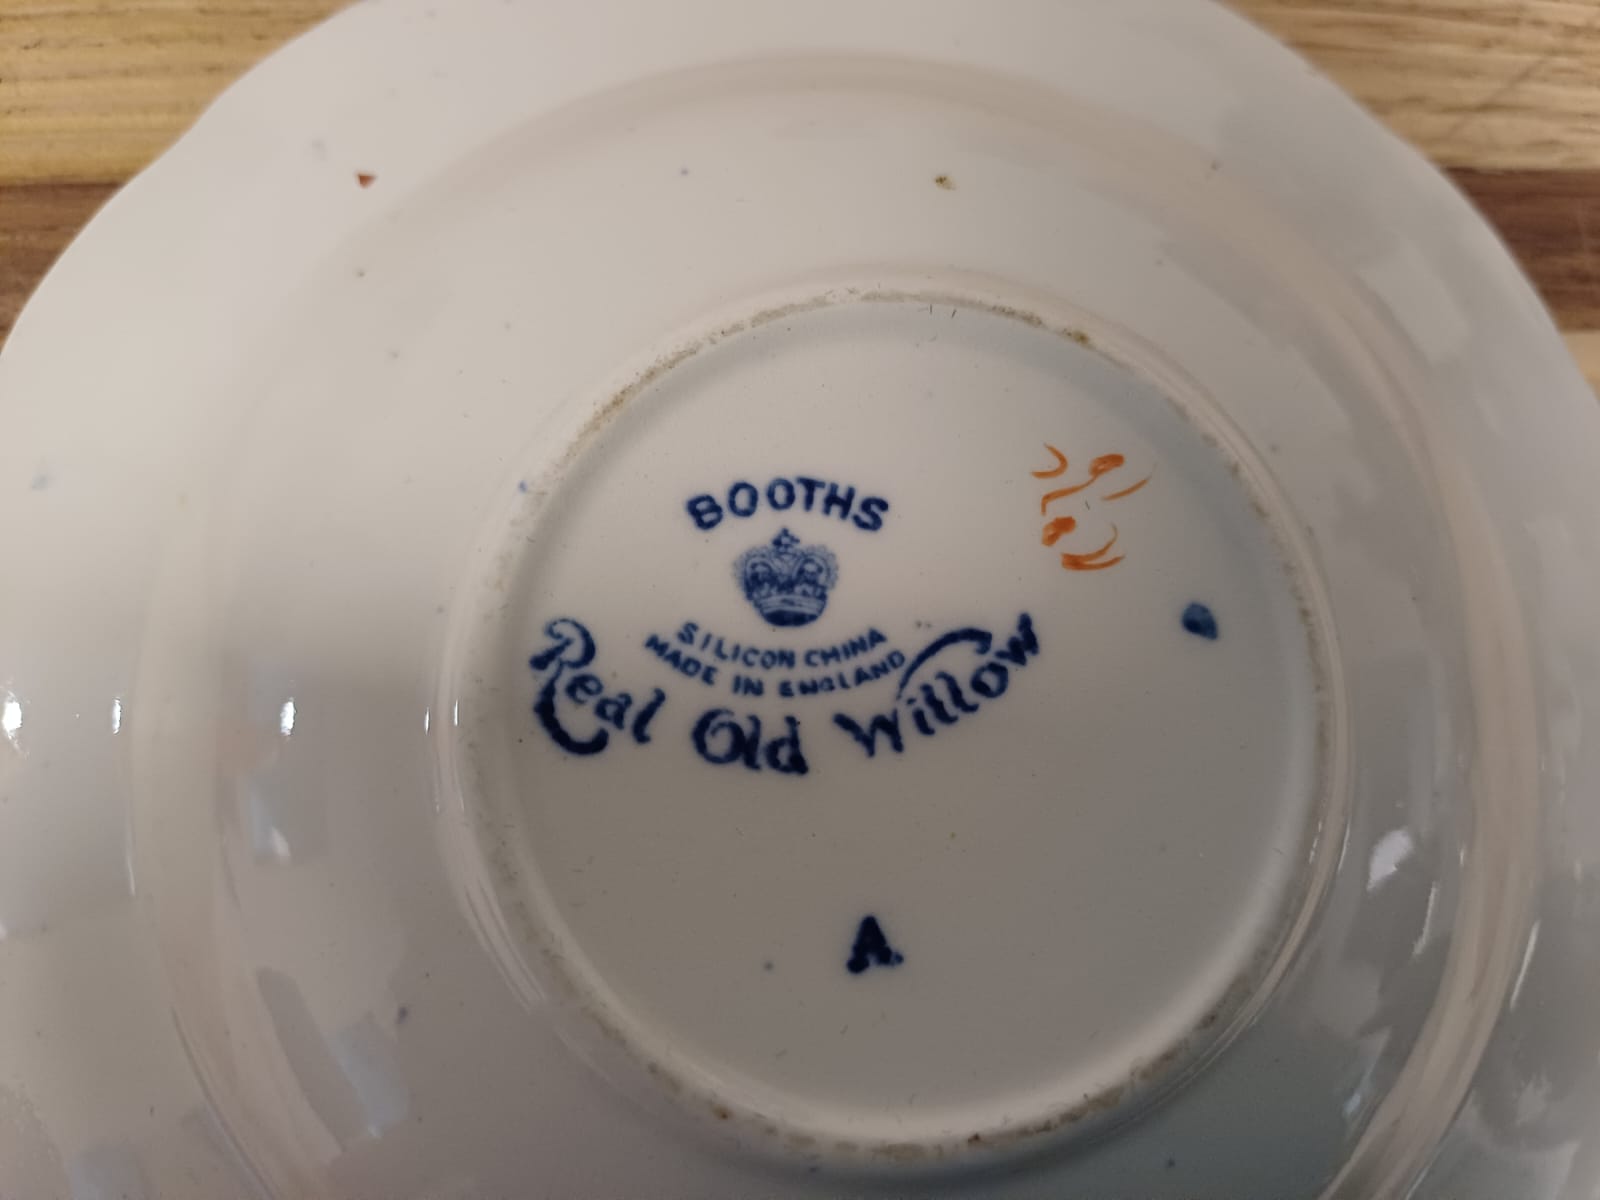 BOOTHS
SILICON CHINA
MADE IN ENGLAND
Real Old Willow
A